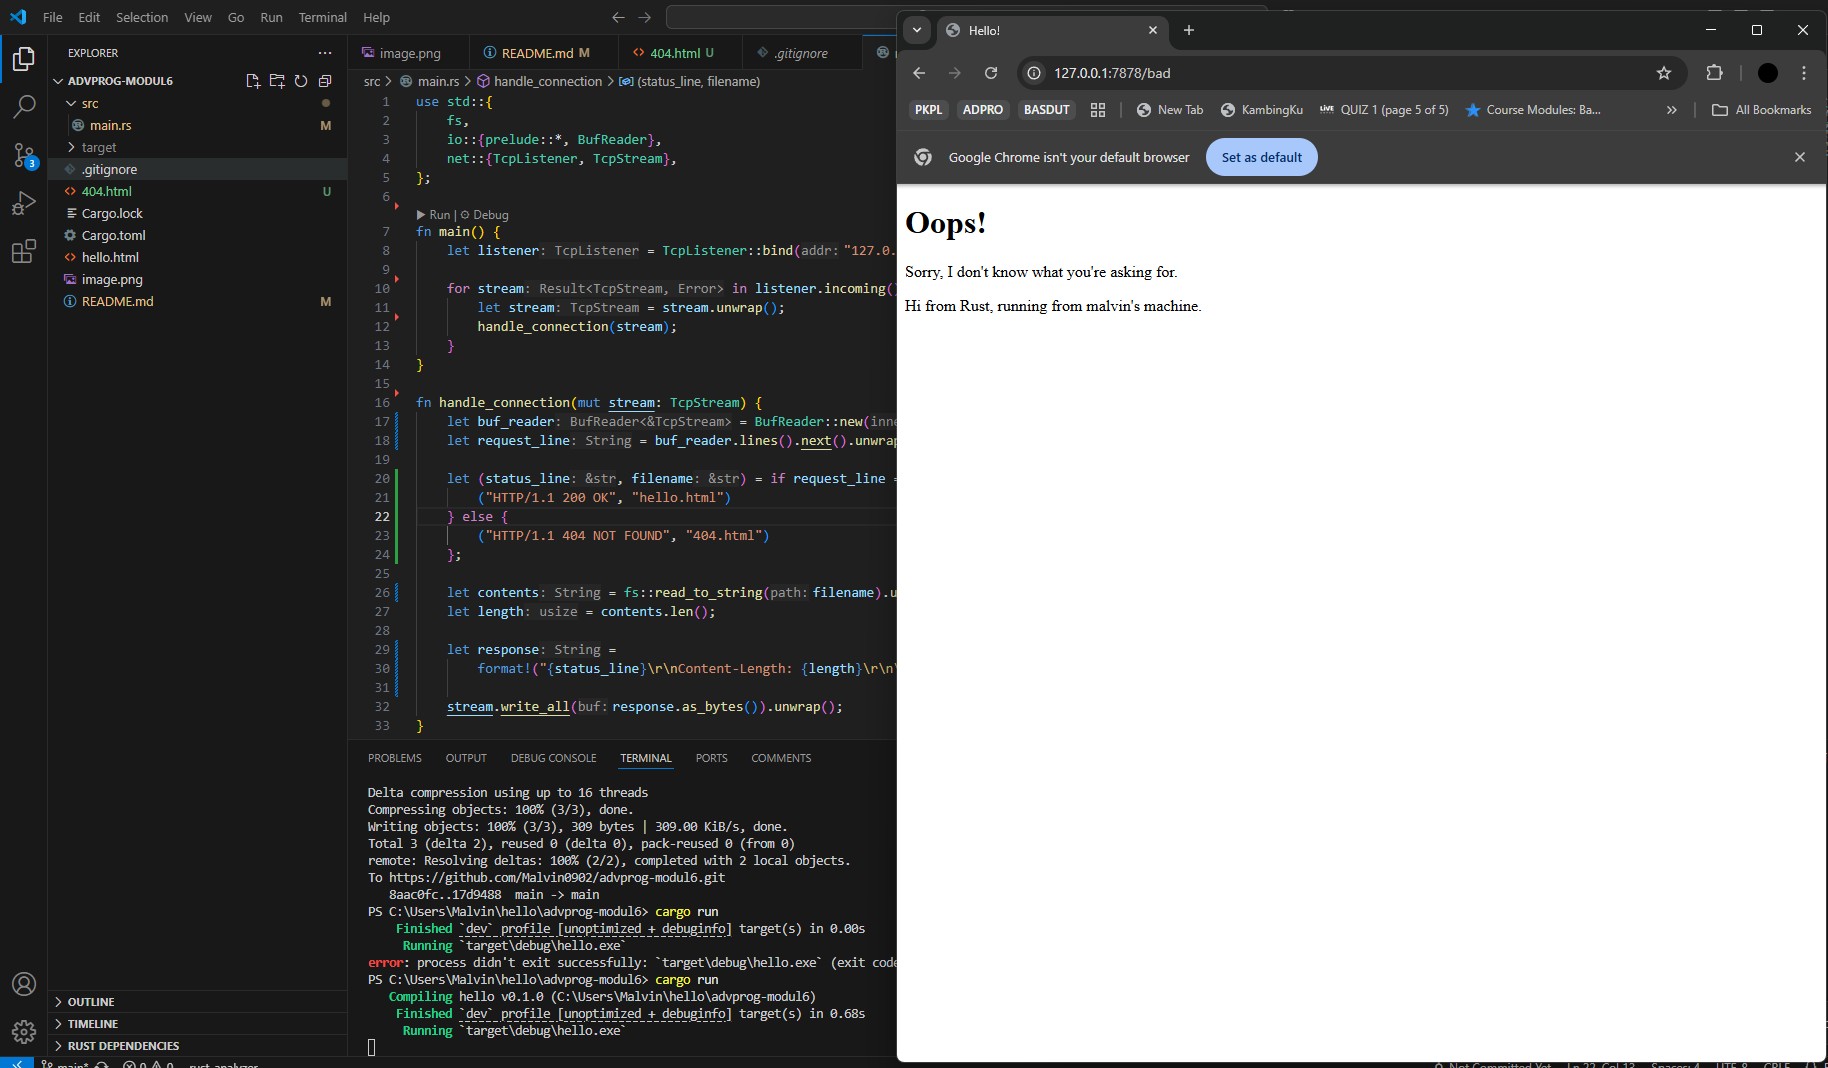 File Edit Selection View Go Run Terminal Help
EXPLORER
ADVPROG-MODUL6
src
main.rs M
target
.gitignore
404.html U
Cargo.lock
Cargo.toml
hello.html
image.png
README.md M
3
OUTLINE
TIMELINE
RUST DEPENDENCIES
image.png README.md M 404.html U .gitignore
src > main.rs > handle_connection > (status_line, filename)
1 use std::{
2 fs,
3 io::{prelude::*, BufReader},
4 net::{TcpListener, TcpStream},
5 };
6
Run | Debug
7 fn main() {
8 let listener: TcpListener = TcpListener::bind(addr: "127.0.
9
10 for stream: Result<TcpStream, Error> in listener.incoming()
11 let stream: TcpStream = stream.unwrap();
12 handle_connection(stream);
13 }
14 }
15
16 fn handle_connection(mut stream: TcpStream) {
17 let buf_reader: BufReader<&TcpStream> = BufReader::new(inne
18 let request_line: String = buf_reader.lines().next().unwrap
19
20 let (status_line: &str, filename: &str) = if request_line =
21 ("HTTP/1.1 200 OK", "hello.html")
22 } else {
23 ("HTTP/1.1 404 NOT FOUND", "404.html")
24 };
25
26 let contents: String = fs::read_to_string(path: filename).u
27 let length: usize = contents.len();
28
29 let response: String =
30 format!("{status_line}\r\nContent-Length: {length}\r\n\
31
32 stream.write_all(buf: response.as_bytes()).unwrap();
33 }
PROBLEMS OUTPUT DEBUG CONSOLE TERMINAL PORTS COMMENTS
Delta compression using up to 16 threads
Compressing objects: 100% (3/3), done.
Writing objects: 100% (3/3), 309 bytes | 309.00 KiB/s, done.
Total 3 (delta 2), reused 0 (delta 0), pack-reused 0 (from 0)
remote: Resolving deltas: 100% (2/2), completed with 2 local objects.
To https://github.com/Malvin0902/advprog-modul6.git
8aac0fc..17d9488 main -> main
PS C:\Users\Malvin\hello\advprog-modul6> cargo run
Finished `dev` profile [unoptimized + debuginfo] target(s) in 0.00s
Running `target\debug\hello.exe`
error: process didn't exit successfully: `target\debug\hello.exe` (exit code
PS C:\Users\Malvin\hello\advprog-modul6> cargo run
Compiling hello v0.1.0 (C:\Users\Malvin\hello\advprog-modul6)
Finished `dev` profile [unoptimized + debuginfo] target(s) in 0.68s
Running `target\debug\hello.exe`
main* 0 0 rust-analyzer
Hello!
127.0.0.1:7878/bad
PKPL ADPRO BASDUT New Tab KambingKu LIVE QUIZ 1 (page 5 of 5) Course Modules: Ba... » All Bookmarks
Google Chrome isn't your default browser Set as default
Oops!
Sorry, I don't know what you're asking for.
Hi from Rust, running from malvin's machine.
Not Committed Yet Ln 22, Col 13 Spaces: 4 UTF-8 CRLF